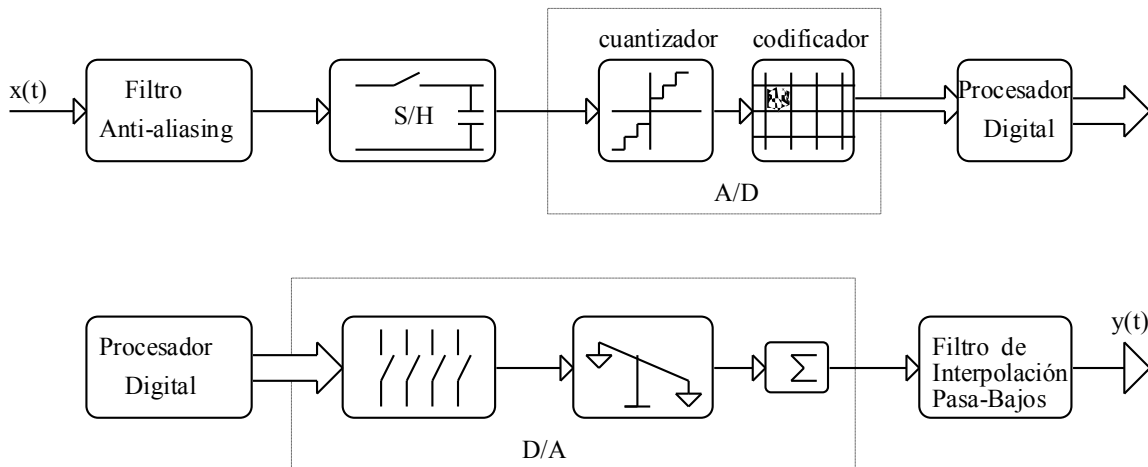 cuantizador codificador
x(t)
Filtro
Anti-aliasing
S/H
Procesador
Digital
A/D
Procesador
Digital
Σ
Filtro de
Interpolación
Pasa-Bajos
y(t)
D/A